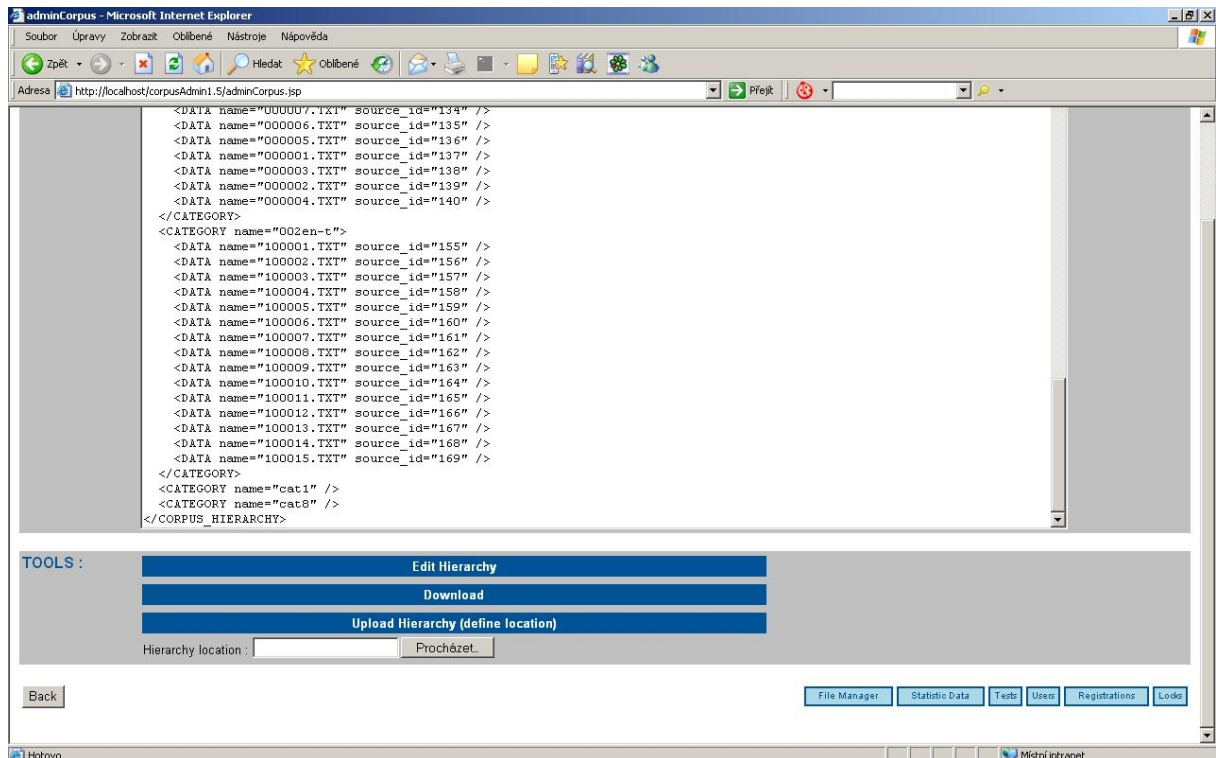 adminCorpus - Microsoft Internet Explorer
Soubor Úpravy Zobrazit Oblíbené Nástroje Nápověda
Zpět Hledat Oblíbené
Adresa http://localhost/corpusAdmin1.5/adminCorpus.jsp Přejít
<DATA name="000007.TXT" source_id="134" />
<DATA name="000006.TXT" source_id="135" />
<DATA name="000005.TXT" source_id="136" />
<DATA name="000001.TXT" source_id="137" />
<DATA name="000003.TXT" source_id="138" />
<DATA name="000002.TXT" source_id="139" />
<DATA name="000004.TXT" source_id="140" />
</CATEGORY>
<CATEGORY name="002en-t">
<DATA name="100001.TXT" source_id="155" />
<DATA name="100002.TXT" source_id="156" />
<DATA name="100003.TXT" source_id="157" />
<DATA name="100004.TXT" source_id="158" />
<DATA name="100005.TXT" source_id="159" />
<DATA name="100006.TXT" source_id="160" />
<DATA name="100007.TXT" source_id="161" />
<DATA name="100008.TXT" source_id="162" />
<DATA name="100009.TXT" source_id="163" />
<DATA name="100010.TXT" source_id="164" />
<DATA name="100011.TXT" source_id="165" />
<DATA name="100012.TXT" source_id="166" />
<DATA name="100013.TXT" source_id="167" />
<DATA name="100014.TXT" source_id="168" />
<DATA name="100015.TXT" source_id="169" />
</CATEGORY>
<CATEGORY name="cat1" />
<CATEGORY name="cat8" />
</CORPUS_HIERARCHY>
TOOLS :
Edit Hierarchy
Download
Upload Hierarchy (define location)
Hierarchy location : Procházet...
Back File Manager Statistic Data Tests Users Registrations Locks
Hotovo Místní intranet